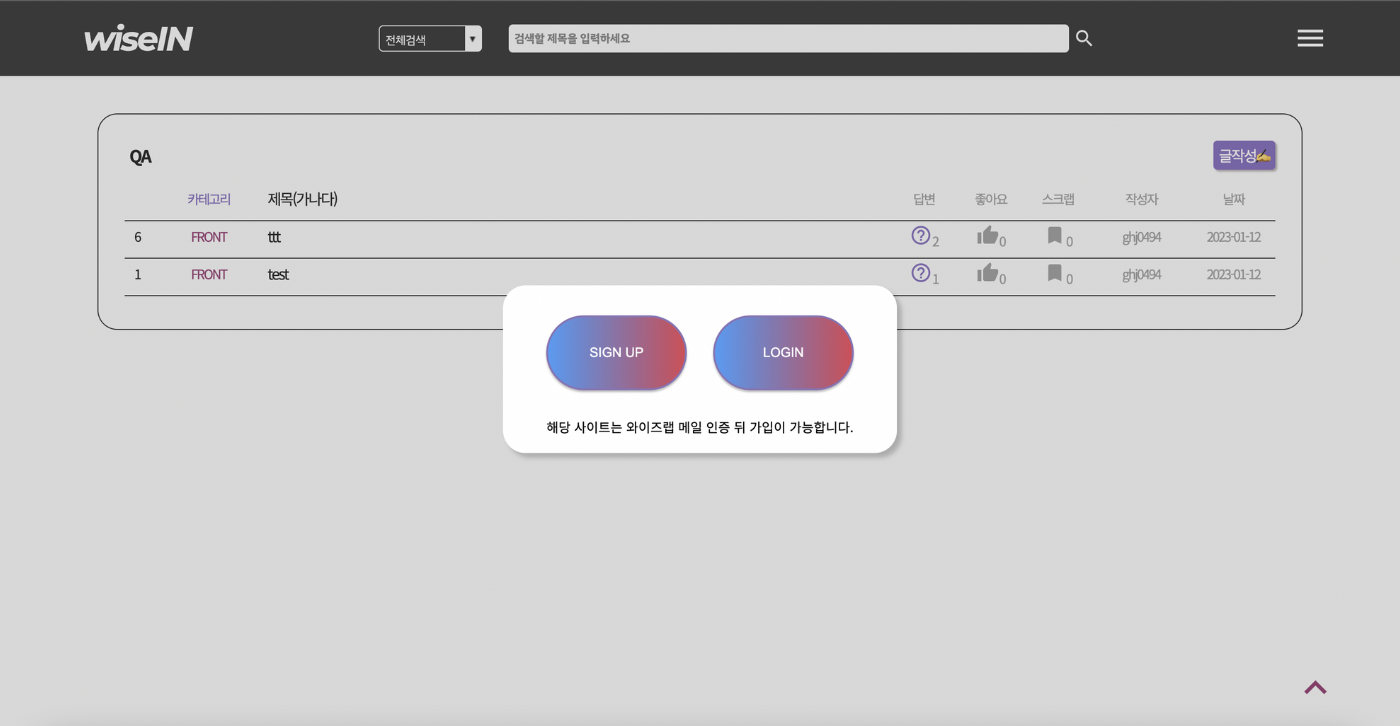 wiseIN
전체검색 ▼ 검색할 제목을 입력하세요
QA 글작성✍️
카테고리 제목(가나다) 답변 좋아요 스크랩 작성자 날짜
6 FRONT ttt 2 0 0 ghj0494 2023-01-12
1 FRONT test 1 0 0 ghj0494 2023-01-12
SIGN UP LOGIN
해당 사이트는 와이즈랩 메일 인증 뒤 가입이 가능합니다.